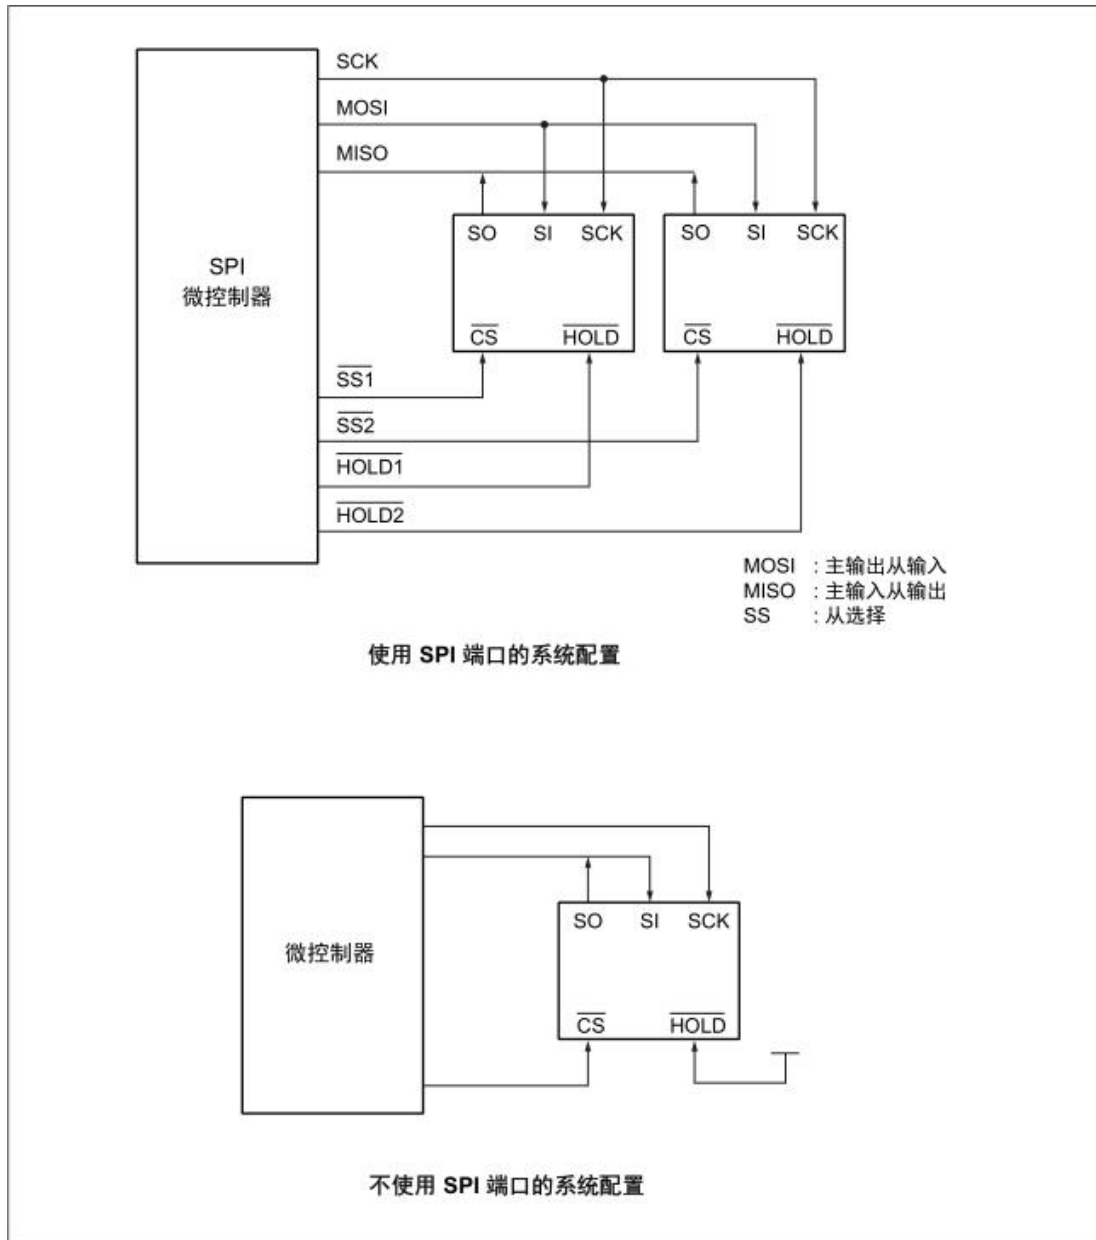 SCK
MOSI
MISO
SO SI SCK
SO SI SCK
SPI
微控制器
CS HOLD
CS HOLD
SS1
SS2
HOLD1
HOLD2
MOSI : 主输出从输入
MISO : 主输入从输出
SS : 从选择
使用 SPI 端口的系统配置
SO SI SCK
微控制器
CS HOLD
不使用 SPI 端口的系统配置